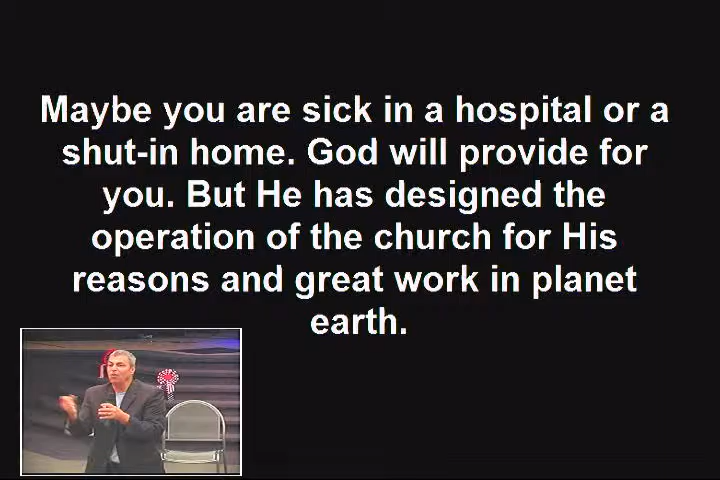 Maybe you are sick in a hospital or a
shut-in home. God will provide for
you. But He has designed the
operation of the church for His
reasons and great work in planet
earth.